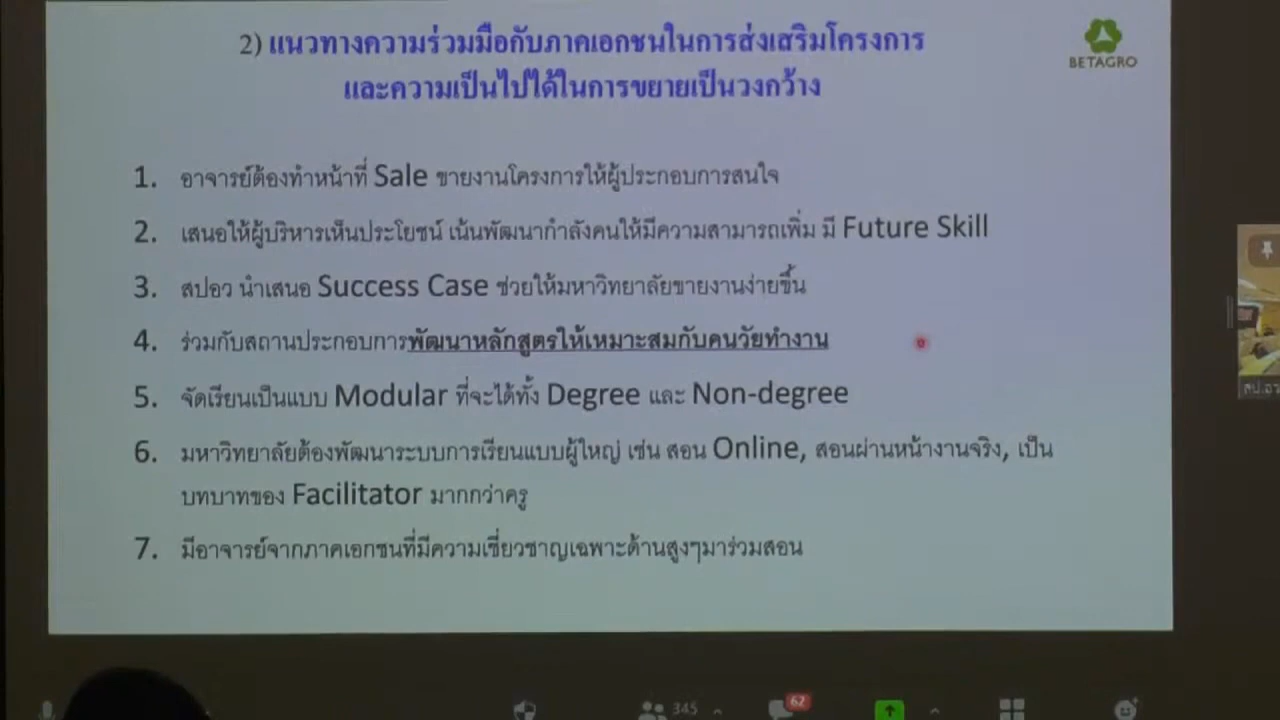 2) แนวทางความร่วมมือกับภาคเอกชนในการส่งเสริมโครงการ
และความเป็นไปได้ในการขยายเป็นวงกว้าง
BETAGRO
1. อาจารย์ต้องทำหน้าที่ Sale ขายงานโครงการให้ผู้ประกอบการสนใจ
2. เสนอให้ผู้บริหารเห็นประโยชน์ เน้นพัฒนากำลังคนให้มีความสามารถเพิ่ม มี Future Skill
3. สปอว นำเสนอ Success Case ช่วยให้มหาวิทยาลัยขายงานง่ายขึ้น
4. ร่วมกับสถานประกอบการพัฒนาหลักสูตรให้เหมาะสมกับคนวัยทำงาน
5. จัดเรียนเป็นแบบ Modular ที่จะได้ทั้ง Degree และ Non-degree
6. มหาวิทยาลัยต้องพัฒนาระบบการเรียนแบบผู้ใหญ่ เช่น สอน Online, สอนผ่านหน้างานจริง, เป็น
บทบาทของ Facilitator มากกว่าครู
7. มีอาจารย์จากภาคเอกชนที่มีความเชี่ยวชาญเฉพาะด้านสูงๆมาร่วมสอน
345
62